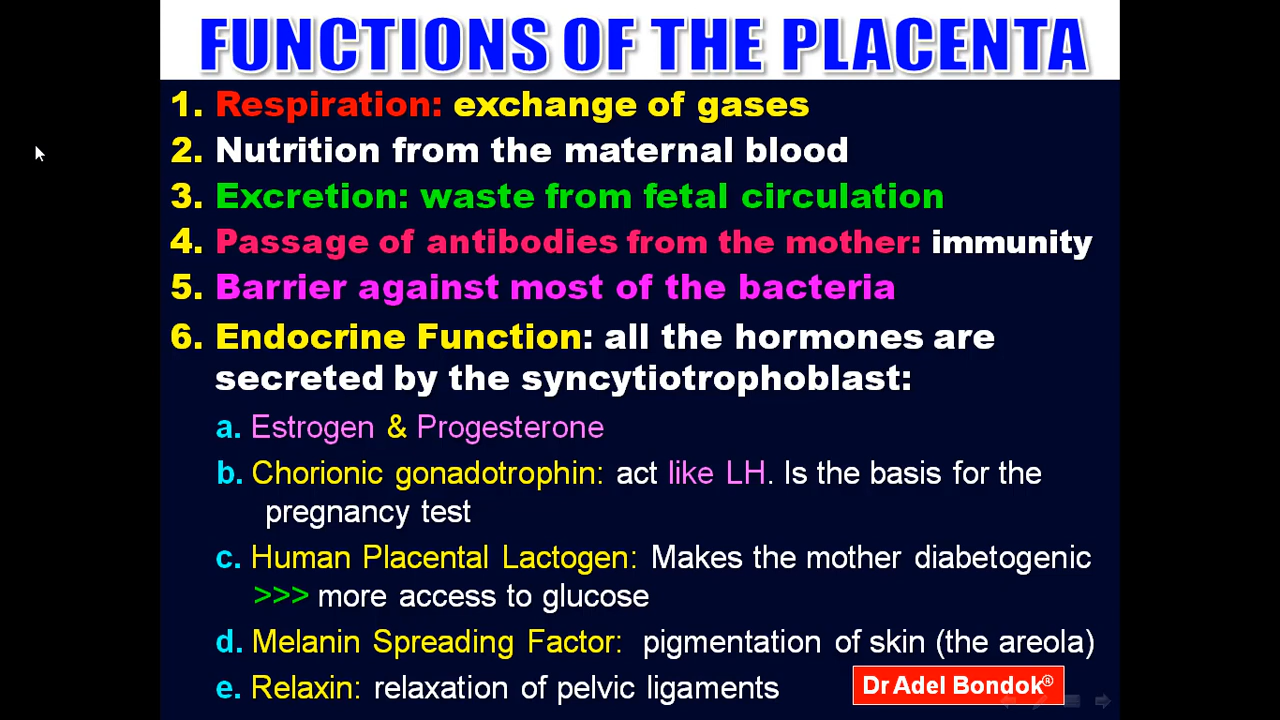 FUNCTIONS OF THE PLACENTA
1. Respiration: exchange of gases
2. Nutrition from the maternal blood
3. Excretion: waste from fetal circulation
4. Passage of antibodies from the mother: immunity
5. Barrier against most of the bacteria
6. Endocrine Function: all the hormones are
secreted by the syncytiotrophoblast:
a. Estrogen & Progesterone
b. Chorionic gonadotrophin: act like LH. Is the basis for the
pregnancy test
c. Human Placental Lactogen: Makes the mother diabetogenic
>>> more access to glucose
d. Melanin Spreading Factor: pigmentation of skin (the areola)
e. Relaxin: relaxation of pelvic ligaments
Dr Adel Bondok®